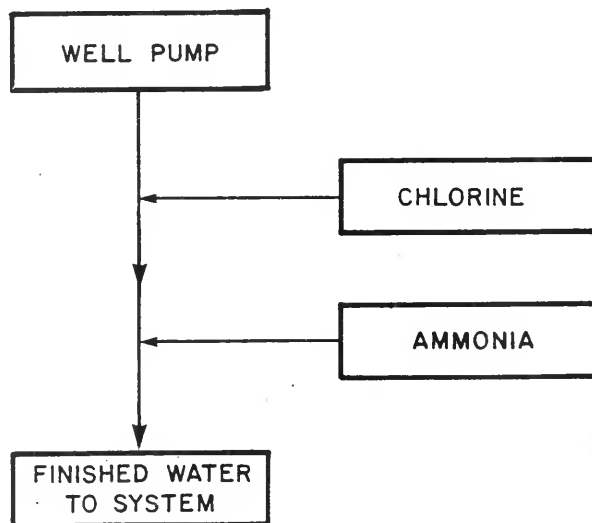 WELL PUMP
CHLORINE
AMMONIA
FINISHED WATER
TO SYSTEM